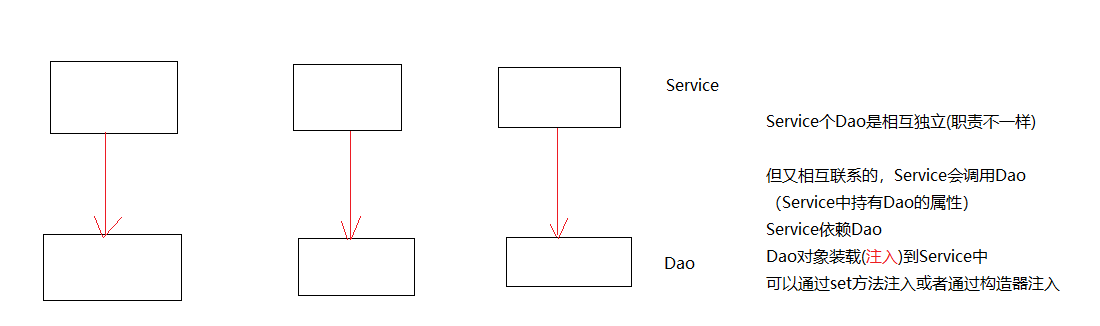 Service
Service个Dao是相互独立(职责不一样)
但又相互联系的，Service会调用Dao
（Service中持有Dao的属性）
Service依赖Dao
Dao
Dao对象装载(注入)到Service中
可以通过set方法注入或者通过构造器注入